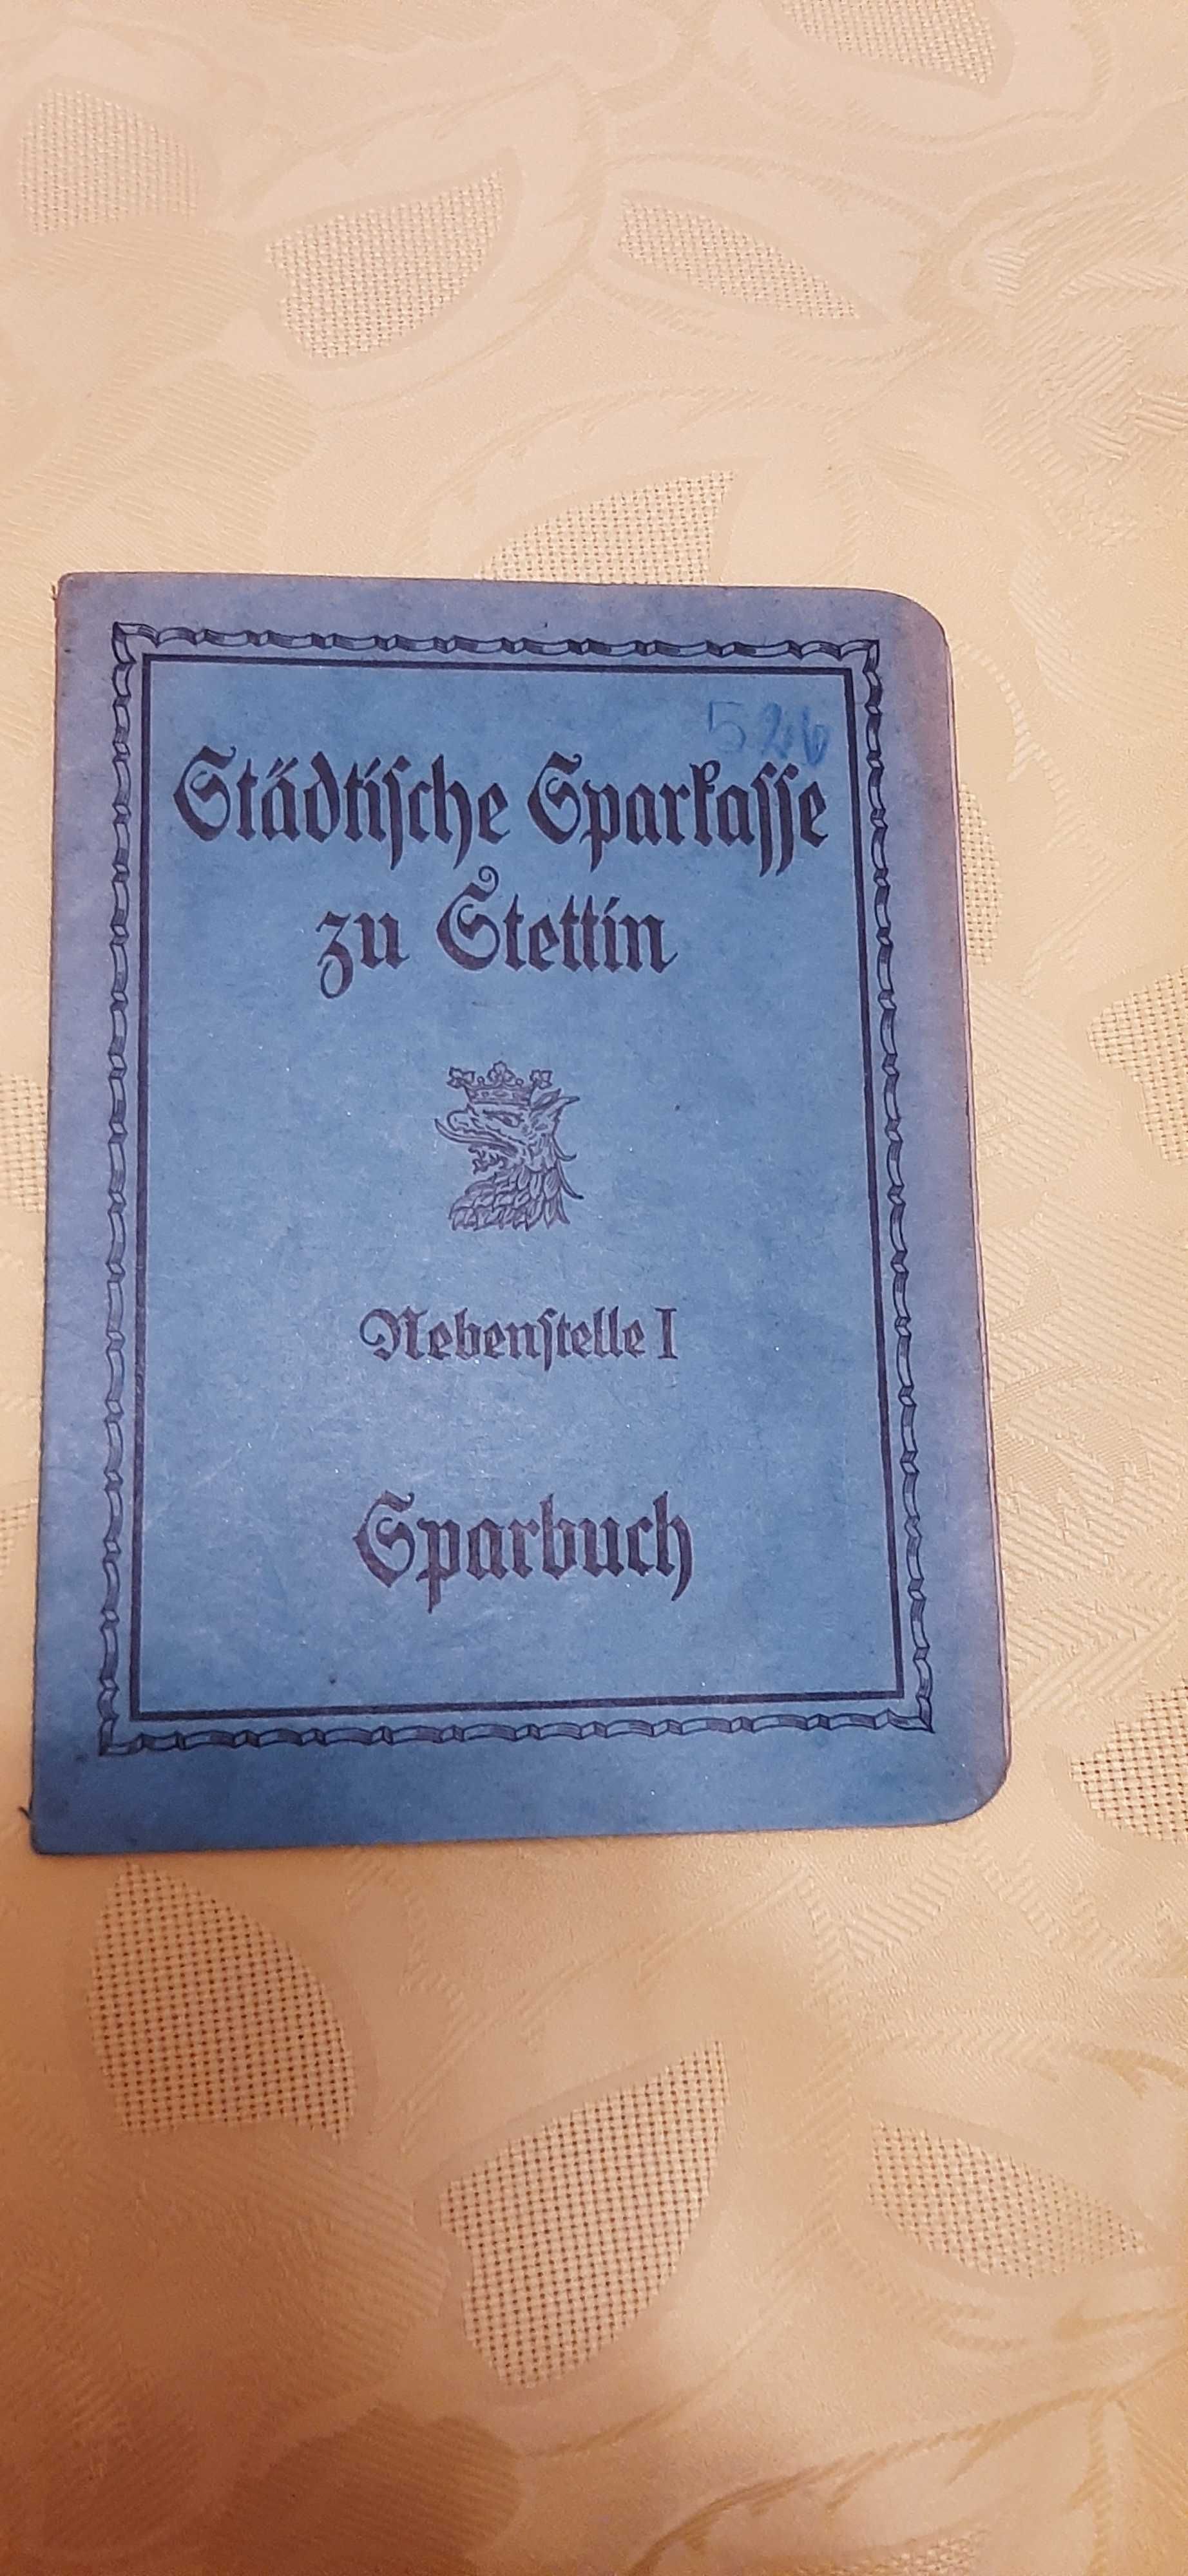 526
Städtische Sparkasse
zu Stettin
Nebenstelle I
Sparbuch